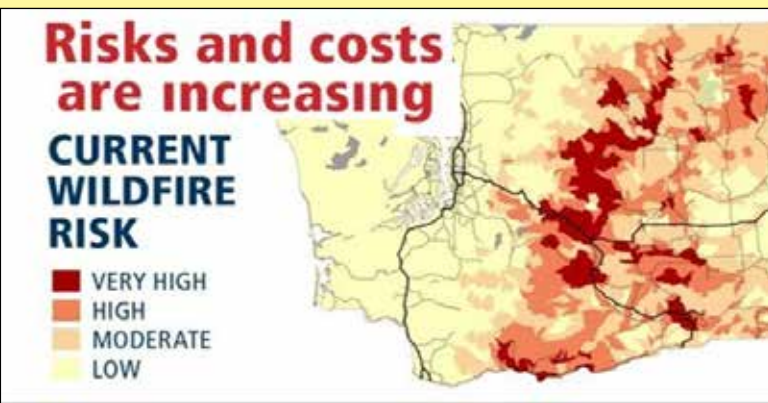 Risks and costs
are increasing
CURRENT
WILDFIRE
RISK
VERY HIGH
HIGH
MODERATE
LOW